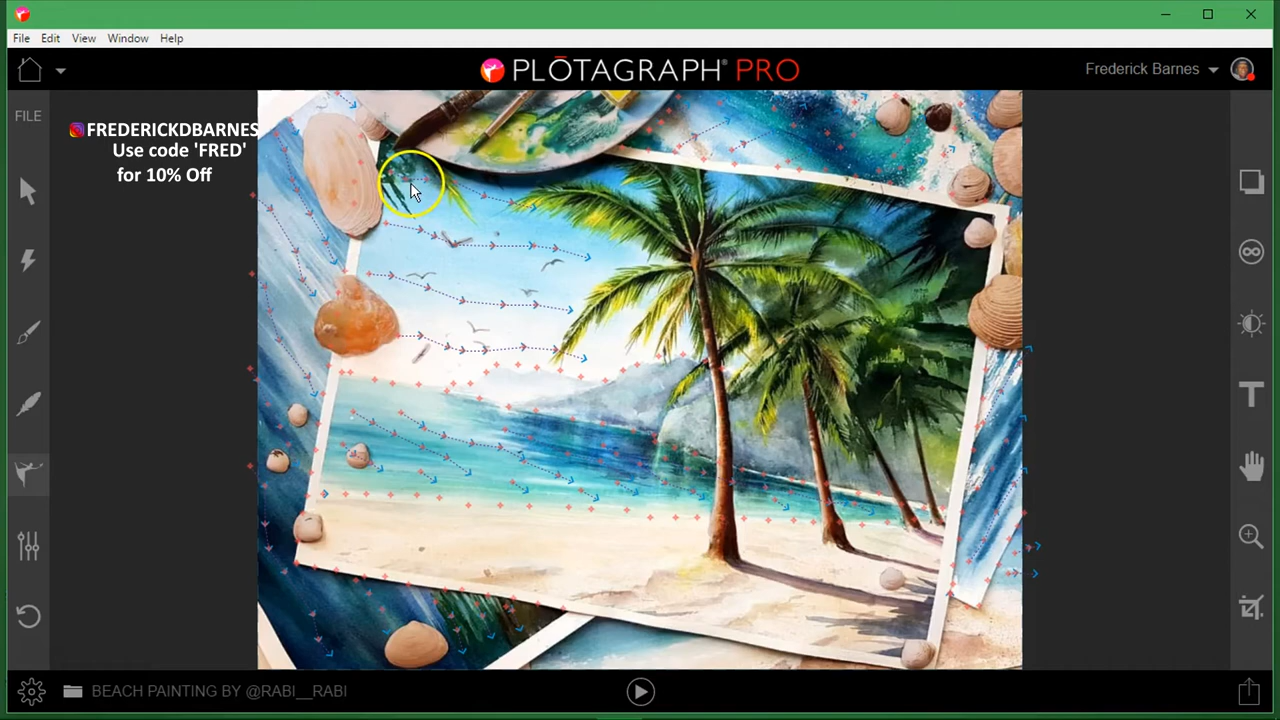 File Edit View Window Help
PLŌTAGRAPH® PRO
Frederick Barnes
FILE
FREDERICKDBARNES
Use code 'FRED'
for 10% Off
T
BEACH PAINTING BY @RABI__RABI